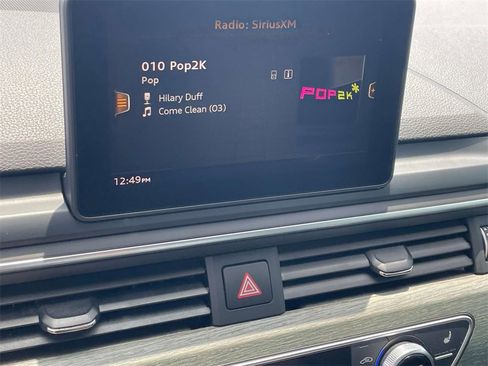 Radio: SiriusXM
010 Pop2K
Pop
POP2K*
Hilary Duff
Come Clean (03)
12:49PM